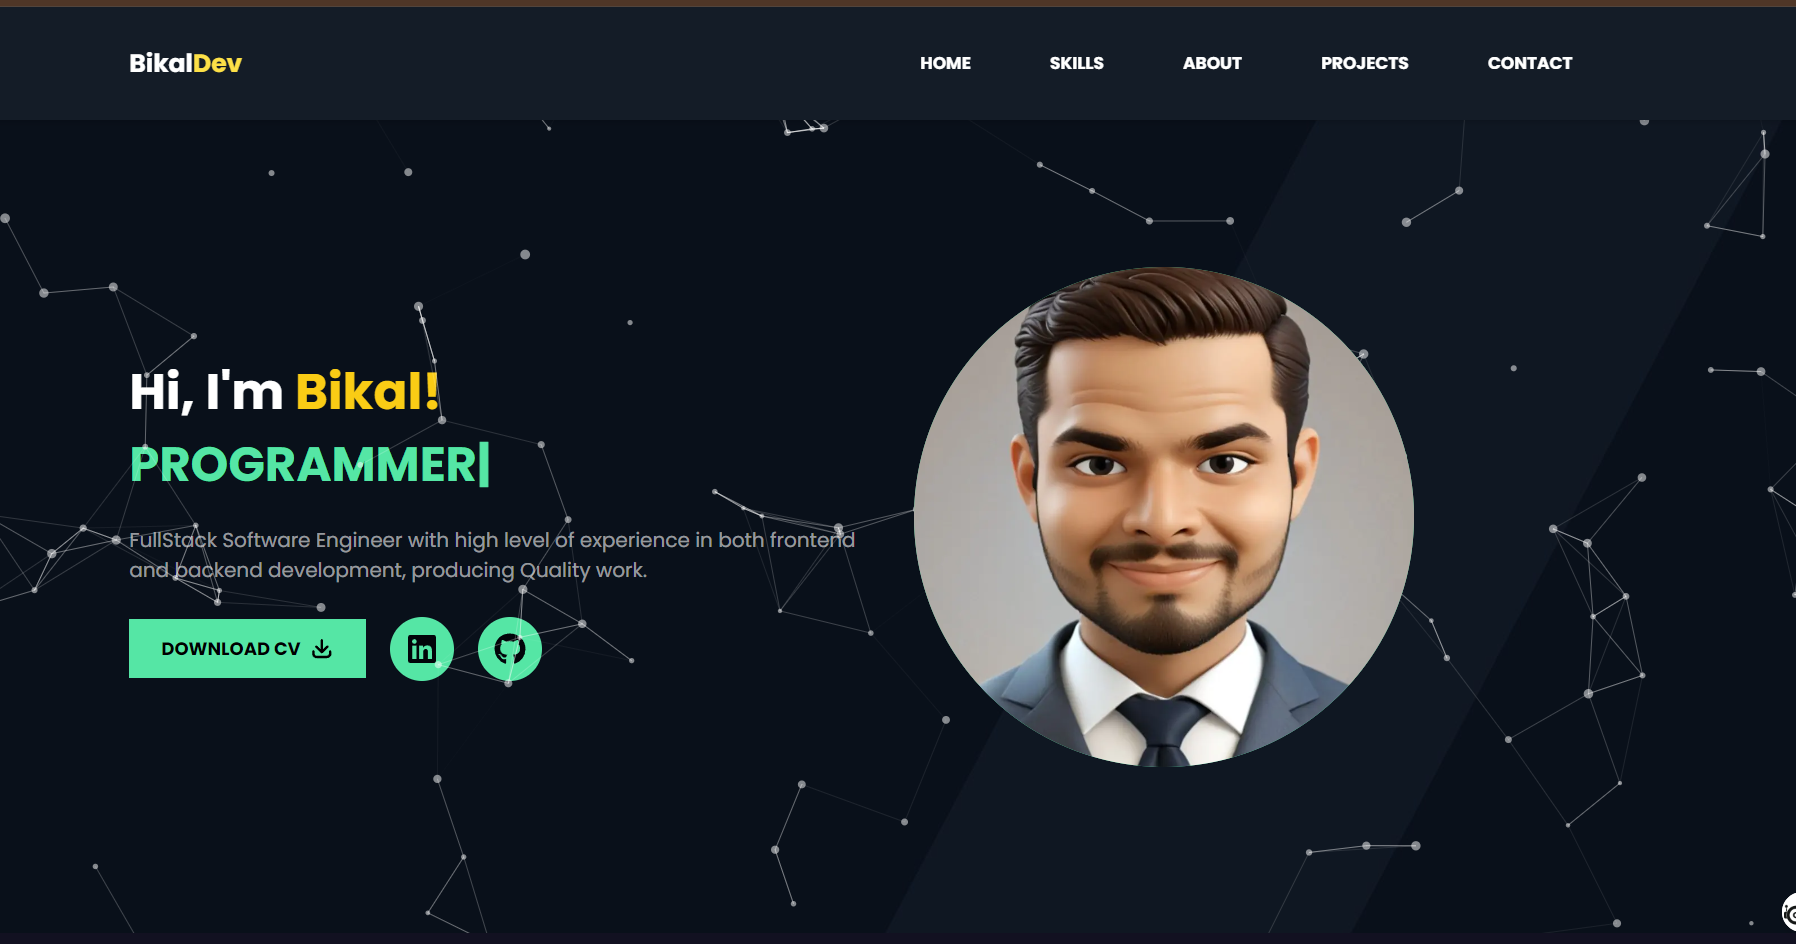 BikalDev
HOME SKILLS ABOUT PROJECTS CONTACT
Hi, I'm Bikal!
PROGRAMMER|
FullStack Software Engineer with high level of experience in both frontend
and backend development, producing Quality work.
DOWNLOAD CV
in